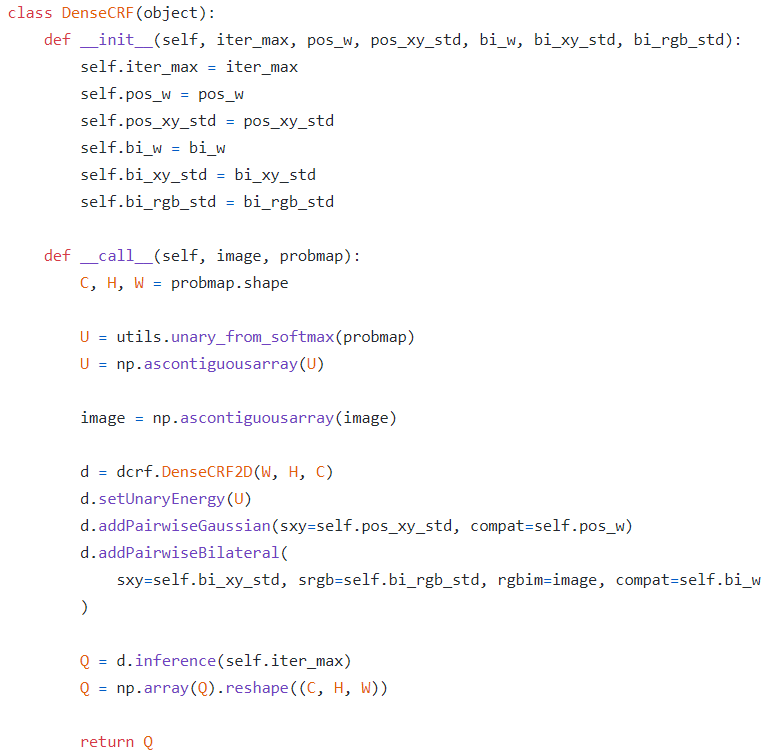 class DenseCRF(object):
    def __init__(self, iter_max, pos_w, pos_xy_std, bi_w, bi_xy_std, bi_rgb_std):
        self.iter_max = iter_max
        self.pos_w = pos_w
        self.pos_xy_std = pos_xy_std
        self.bi_w = bi_w
        self.bi_xy_std = bi_xy_std
        self.bi_rgb_std = bi_rgb_std

    def __call__(self, image, probmap):
        C, H, W = probmap.shape

        U = utils.unary_from_softmax(probmap)
        U = np.ascontiguousarray(U)

        image = np.ascontiguousarray(image)

        d = dcrf.DenseCRF2D(W, H, C)
        d.setUnaryEnergy(U)
        d.addPairwiseGaussian(sxy=self.pos_xy_std, compat=self.pos_w)
        d.addPairwiseBilateral(
            sxy=self.bi_xy_std, srgb=self.bi_rgb_std, rgbim=image, compat=self.bi_w
        )

        Q = d.inference(self.iter_max)
        Q = np.array(Q).reshape((C, H, W))

        return Q